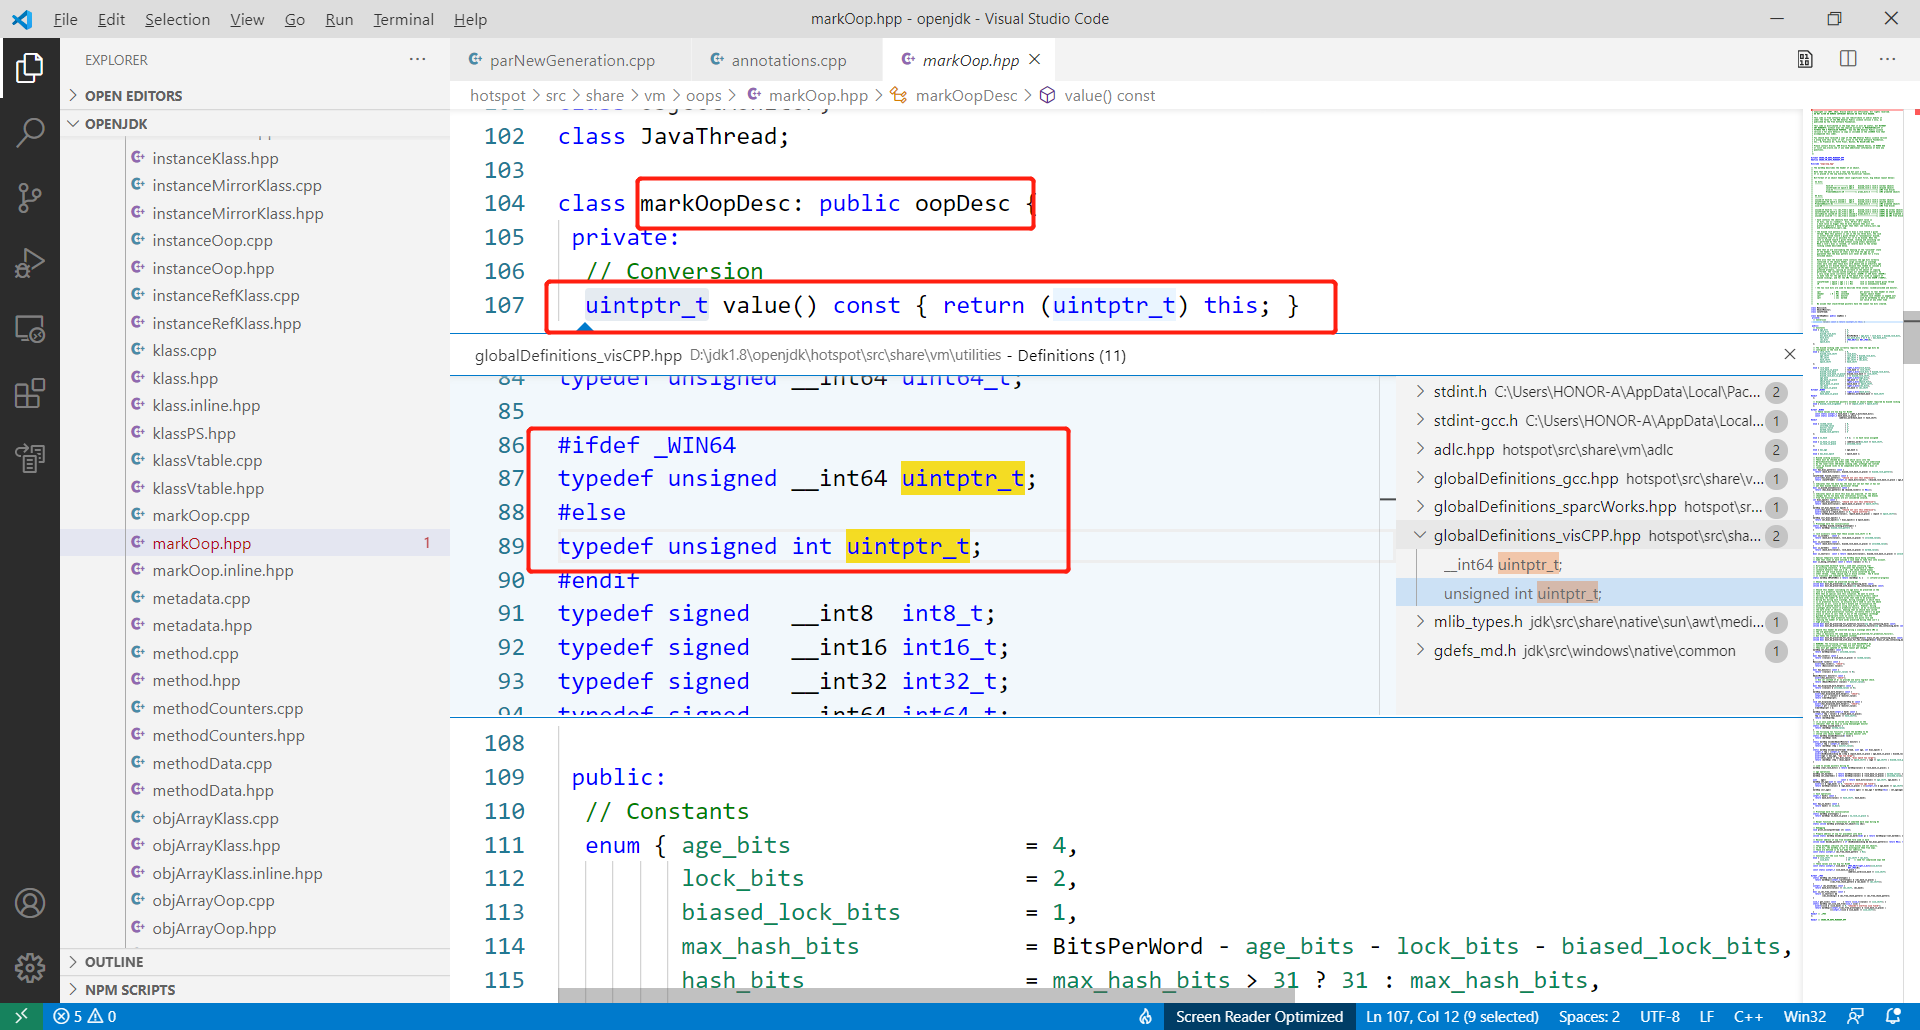 File Edit Selection View Go Run Terminal Help
markOop.hpp - openjdk - Visual Studio Code
EXPLORER
OPEN EDITORS
OPENJDK
instanceKlass.hpp
instanceMirrorKlass.cpp
instanceMirrorKlass.hpp
instanceOop.cpp
instanceOop.hpp
instanceRefKlass.cpp
instanceRefKlass.hpp
klass.cpp
klass.hpp
klass.inline.hpp
klassPS.hpp
klassVtable.cpp
klassVtable.hpp
markOop.cpp
markOop.hpp 1
markOop.inline.hpp
metadata.cpp
metadata.hpp
method.cpp
method.hpp
methodCounters.cpp
methodCounters.hpp
methodData.cpp
methodData.hpp
objArrayKlass.cpp
objArrayKlass.hpp
objArrayKlass.inline.hpp
objArrayOop.cpp
objArrayOop.hpp
OUTLINE
NPM SCRIPTS
parNewGeneration.cpp
annotations.cpp
markOop.hpp
hotspot > src > share > vm > oops > markOop.hpp > markOopDesc > value() const
102 class JavaThread;
103
104 class markOopDesc: public oopDesc {
105 private:
106 // Conversion
107 uintptr_t value() const { return (uintptr_t) this; }
globalDefinitions_visCPP.hpp D:\jdk1.8\openjdk\hotspot\src\share\vm\utilities - Definitions (11)
84 typedef unsigned __int64 uint64_t;
85
86 #ifdef _WIN64
87 typedef unsigned __int64 uintptr_t;
88 #else
89 typedef unsigned int uintptr_t;
90 #endif
91 typedef signed __int8 int8_t;
92 typedef signed __int16 int16_t;
93 typedef signed __int32 int32_t;
94 typedef signed __int64 int64_t;
stdint.h C:\Users\HONOR-A\AppData\Local\Pac... 2
stdint-gcc.h C:\Users\HONOR-A\AppData\Local... 1
adlc.hpp hotspot\src\share\vm\adlc 2
globalDefinitions_gcc.hpp hotspot\src\share\v... 1
globalDefinitions_sparcWorks.hpp hotspot\sr... 1
globalDefinitions_visCPP.hpp hotspot\src\sha... 2
__int64 uintptr_t;
unsigned int uintptr_t;
mlib_types.h jdk\src\share\native\sun\awt\medi... 1
gdefs_md.h jdk\src\windows\native\common 1
108
109 public:
110 // Constants
111 enum { age_bits = 4,
112 lock_bits = 2,
113 biased_lock_bits = 1,
114 max_hash_bits = BitsPerWord - age_bits - lock_bits - biased_lock_bits,
115 hash_bits = max_hash_bits > 31 ? 31 : max_hash_bits,
5 0
Screen Reader Optimized Ln 107, Col 12 (9 selected) Spaces: 2 UTF-8 LF C++ Win32